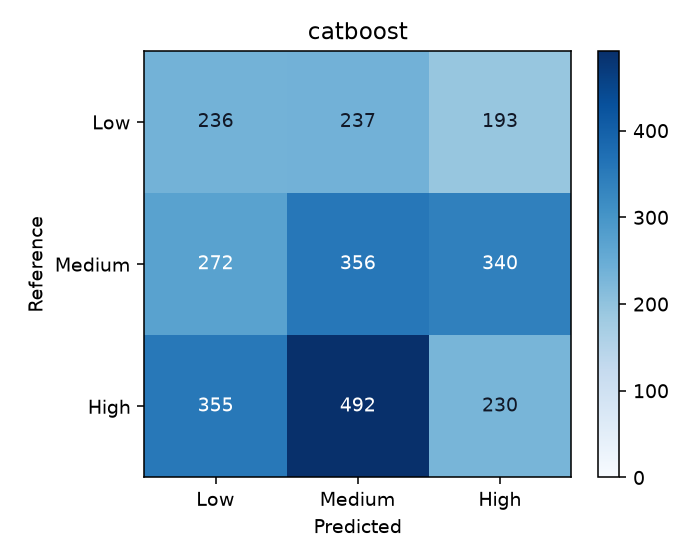 catboost
Low 236 237 193 400
300
Reference
Medium 272 356 340
200
High 355 492 230 100
0
Low Medium High
Predicted